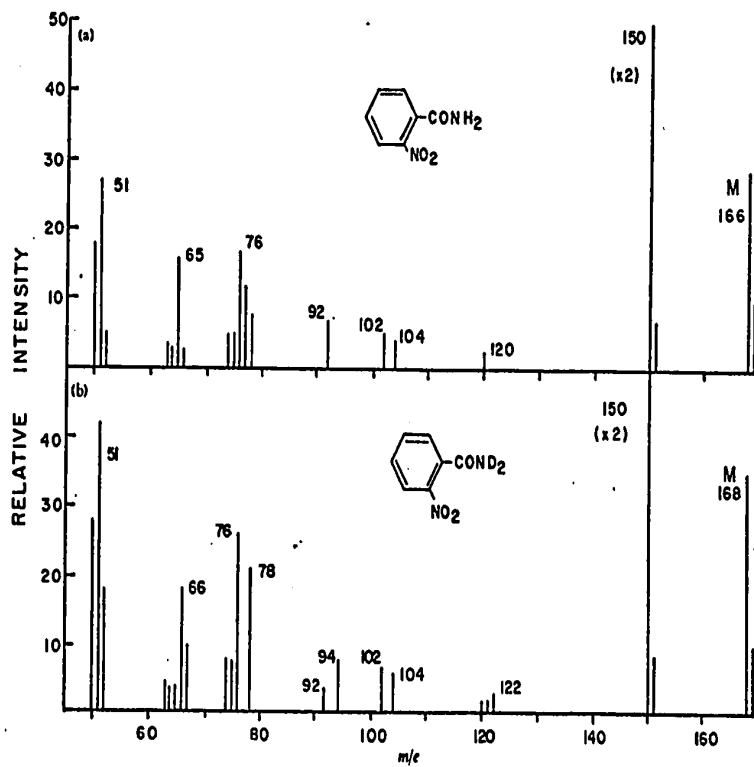 50
(a)
150
(x2)
40
CONH2
NO2
30
M
166
51
20
65
76
10
92
102
104
120
RELATIVE INTENSITY
(b)
150
(x2)
40
51
COND2
M
168
NO2
30
76
78
20
66
10
94
102
92
104
122
60
80
100
120
140
160
m/e